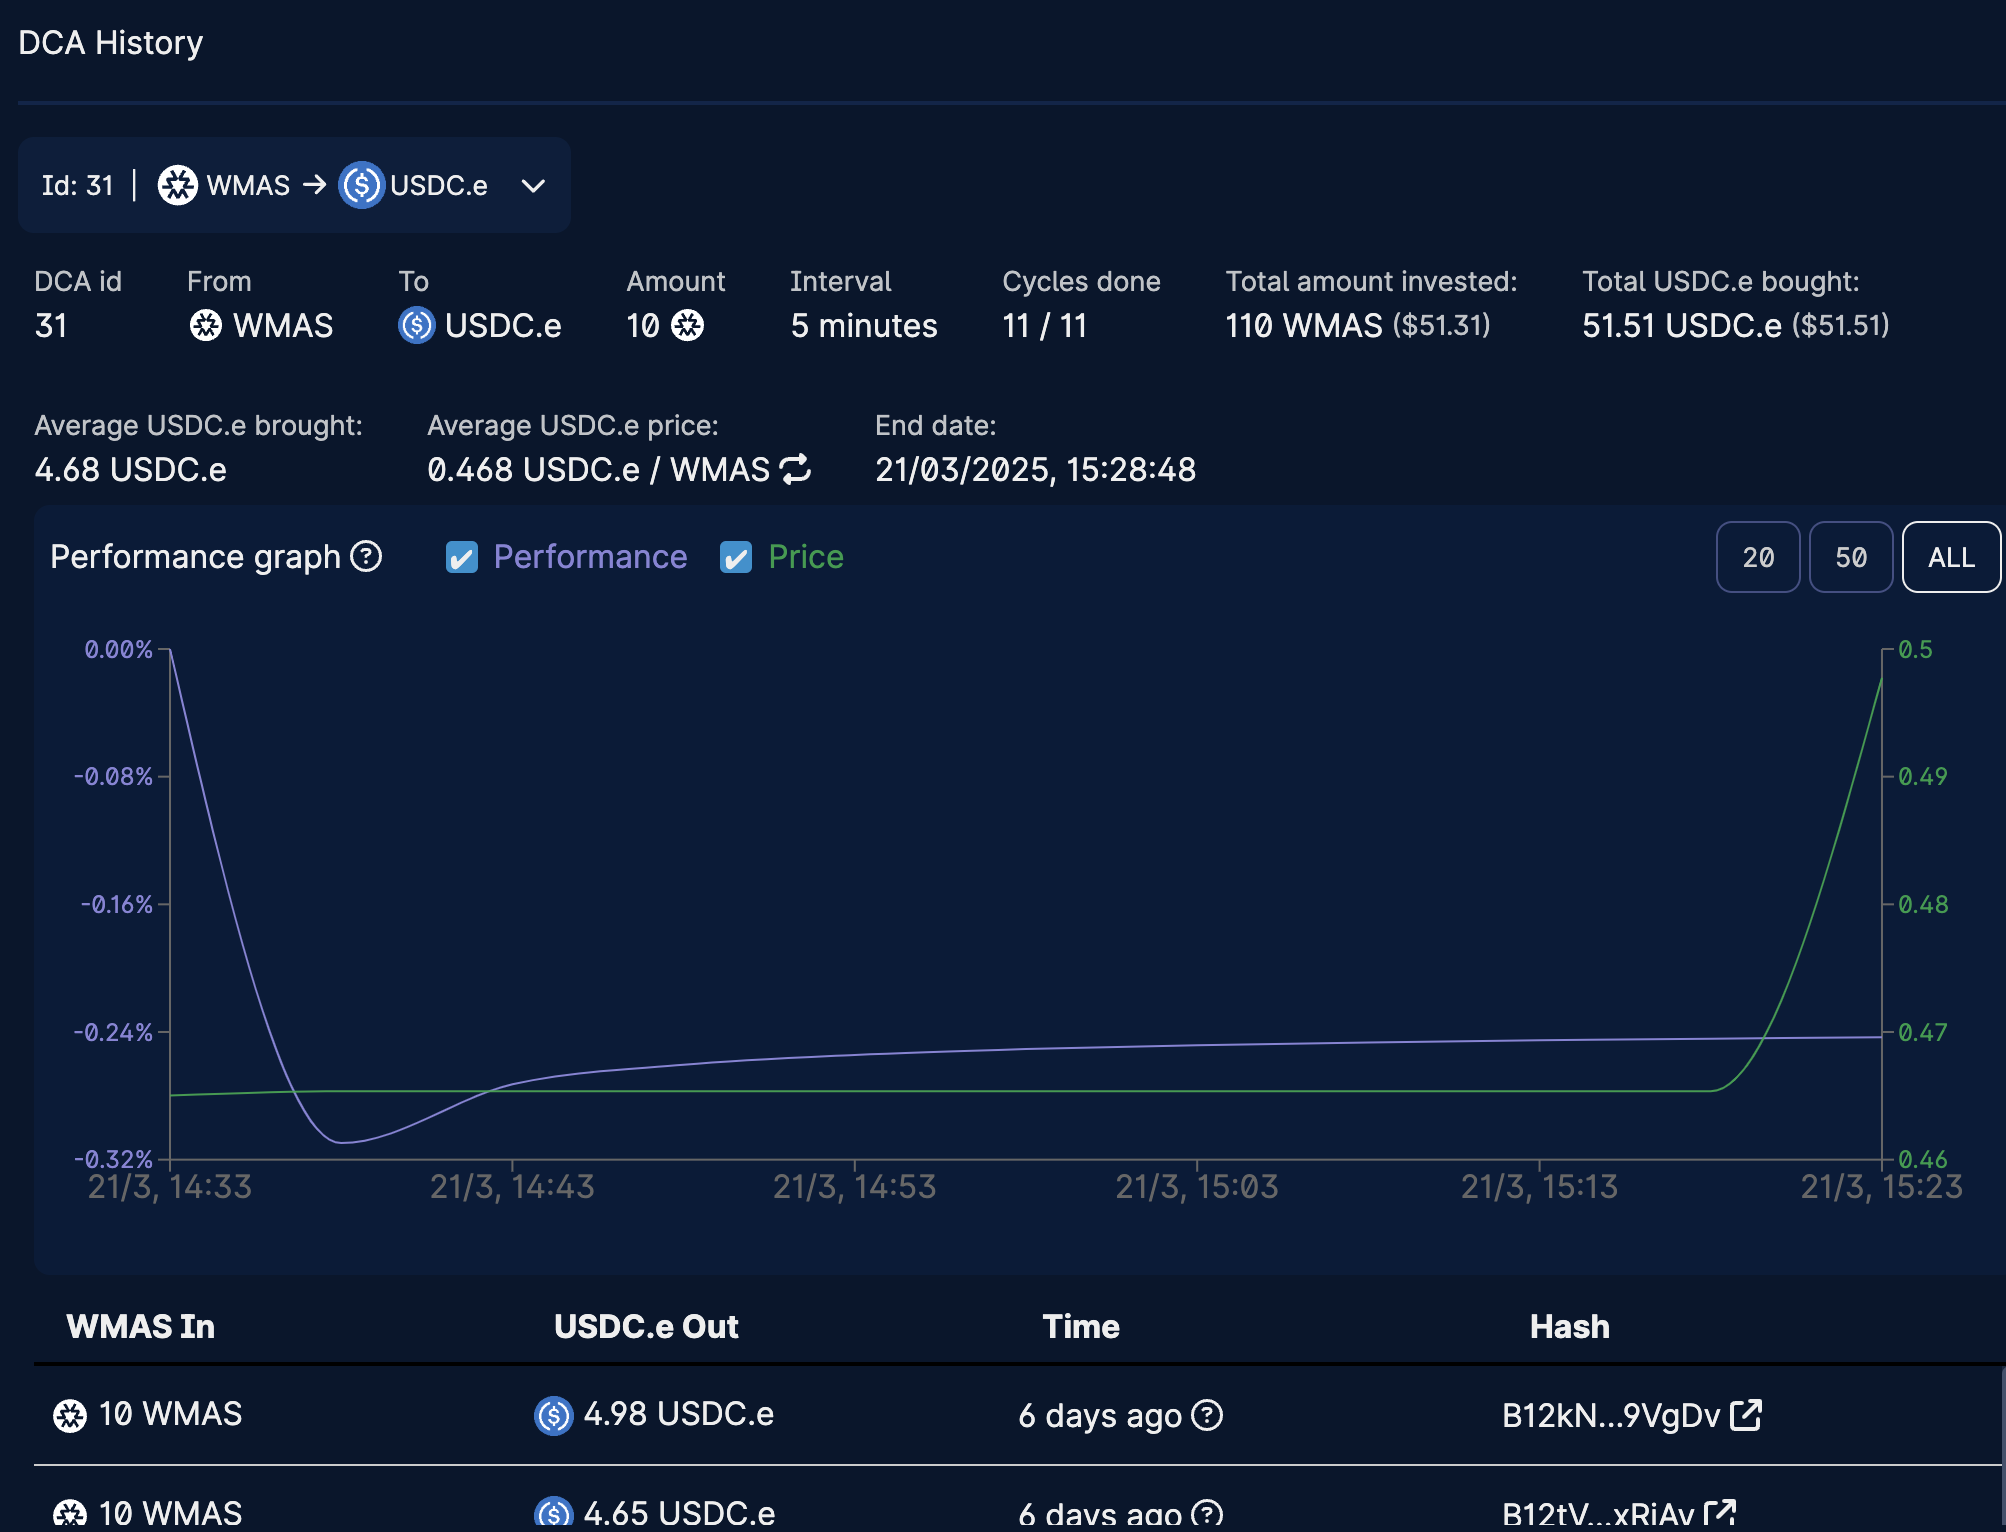 DCA History
Id: 31 | WMAS → USDC.e
DCA id From To Amount Interval Cycles done Total amount invested: Total USDC.e bought:
31 WMAS USDC.e 10 5 minutes 11 / 11 110 WMAS ($51.31) 51.51 USDC.e ($51.51)
Average USDC.e brought: Average USDC.e price: End date:
4.68 USDC.e 0.468 USDC.e / WMAS 21/03/2025, 15:28:48
Performance graph ? Performance Price 20 50 ALL
0.00% 0.5
-0.08% 0.49
-0.16% 0.48
-0.24% 0.47
-0.32% 0.46
21/3, 14:33 21/3, 14:43 21/3, 14:53 21/3, 15:03 21/3, 15:13 21/3, 15:23
WMAS In USDC.e Out Time Hash
10 WMAS 4.98 USDC.e 6 days ago ? B12kN...9VgDv
10 WMAS 4.65 USDC.e 6 days ago ? B12tV...xRiAv